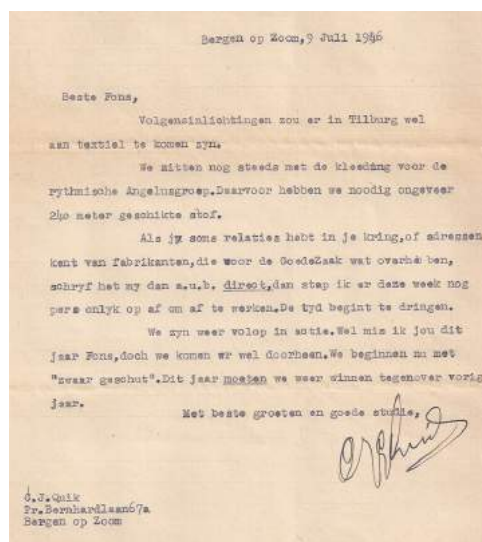 Bergen op Zoom, 9 Juli 1946
Beste Fons,
Volgensinlichtingen zou er in Tilburg wel
aan textiel te komen zyn.
We zitten nog steeds met de kleeding voor de
rythmische Angelusgroep.Daarvoor hebben we noodig ongeveer
240 meter geschikte stof.
Als jy soms relaties hebt in je kring,of adressen
kent van fabrikanten,die voor de GoedeZaak wat overhebben,
schryf het my dan s.u.b. direct,dan stap ik er deze week nog
persoonlyk op af om af te werken.De tyd begint te dringen.
We zyn weer volop in actie.Wel mis ik jou dit
jaar Fons,doch we komen er wel doorheen.We beginnen nu met
"zwaar geschut".Dit jaar moeten we weer winnen tegenover vorig
jaar.
Met beste groeten en goede studie,
C.J.Quik
Pr.Bernhardlaan67a
Bergen op Zoom